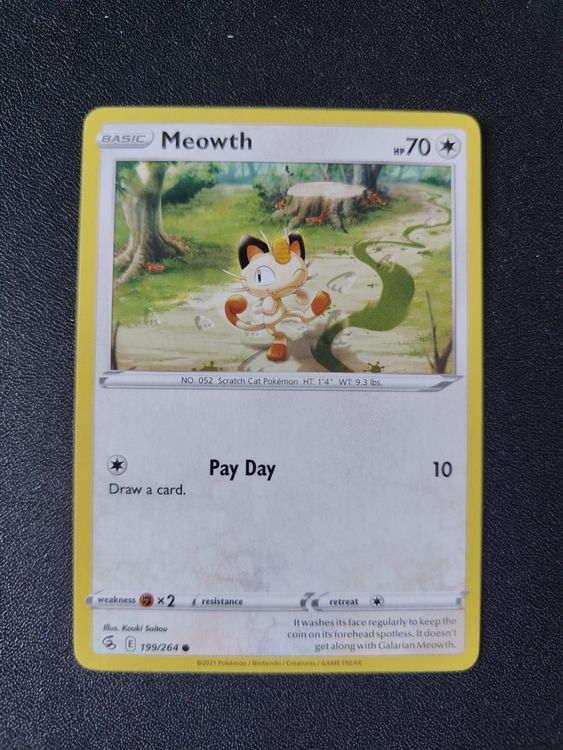 BASIC Meowth HP 70
NO. 052 Scratch Cat Pokémon HT: 1'4" WT: 9.3 lbs.
Pay Day 10
Draw a card.
weakness ×2 resistance retreat
Illus. Kouki Saitou
It washes its face regularly to keep the
coin on its forehead spotless. It doesn't
get along with Galarian Meowth.
E 199/264
©2021 Pokémon / Nintendo / Creatures / GAME FREAK